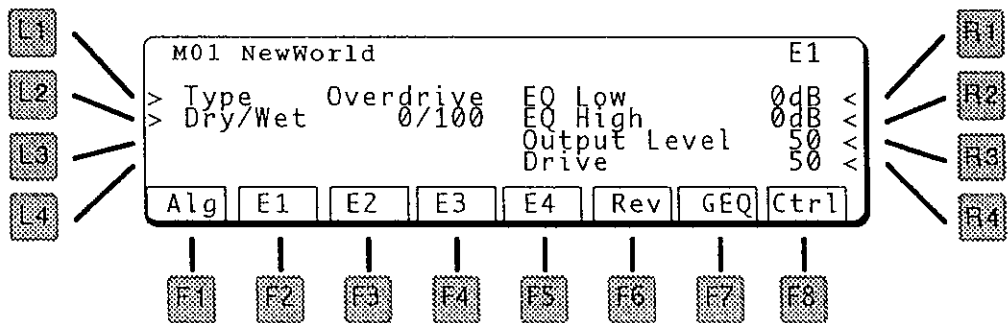 M01 NewWorld E1
> Type Overdrive EQ Low 0dB <
> Dry/Wet 0/100 EQ High 0dB <
Output Level 50 <
Drive 50 <
Alg E1 E2 E3 E4 Rev GEQ Ctrl
L1
L2
L3
L4
R1
R2
R3
R4
F1 F2 F3 F4 F5 F6 F7 F8